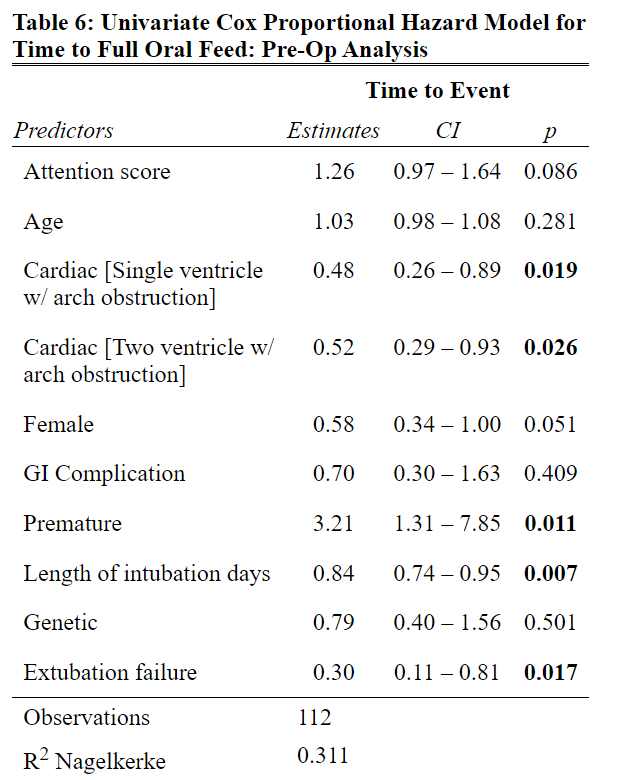 Table 6: Univariate Cox Proportional Hazard Model for
Time to Full Oral Feed: Pre-Op Analysis
Time to Event
Predictors Estimates CI p
Attention score 1.26 0.97 – 1.64 0.086
Age 1.03 0.98 – 1.08 0.281
Cardiac [Single ventricle 0.48 0.26 – 0.89 0.019
w/ arch obstruction]
Cardiac [Two ventricle w/ 0.52 0.29 – 0.93 0.026
arch obstruction]
Female 0.58 0.34 – 1.00 0.051
GI Complication 0.70 0.30 – 1.63 0.409
Premature 3.21 1.31 – 7.85 0.011
Length of intubation days 0.84 0.74 – 0.95 0.007
Genetic 0.79 0.40 – 1.56 0.501
Extubation failure 0.30 0.11 – 0.81 0.017
Observations 112
R² Nagelkerke 0.311